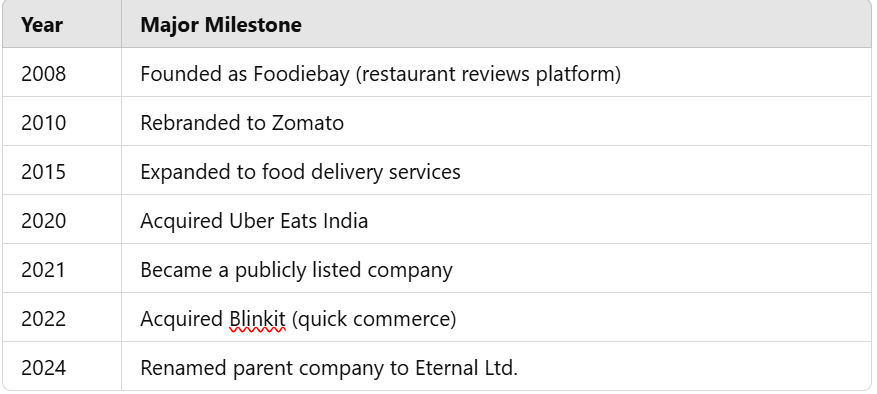 Year Major Milestone
2008 Founded as Foodiebay (restaurant reviews platform)
2010 Rebranded to Zomato
2015 Expanded to food delivery services
2020 Acquired Uber Eats India
2021 Became a publicly listed company
2022 Acquired Blinkit (quick commerce)
2024 Renamed parent company to Eternal Ltd.